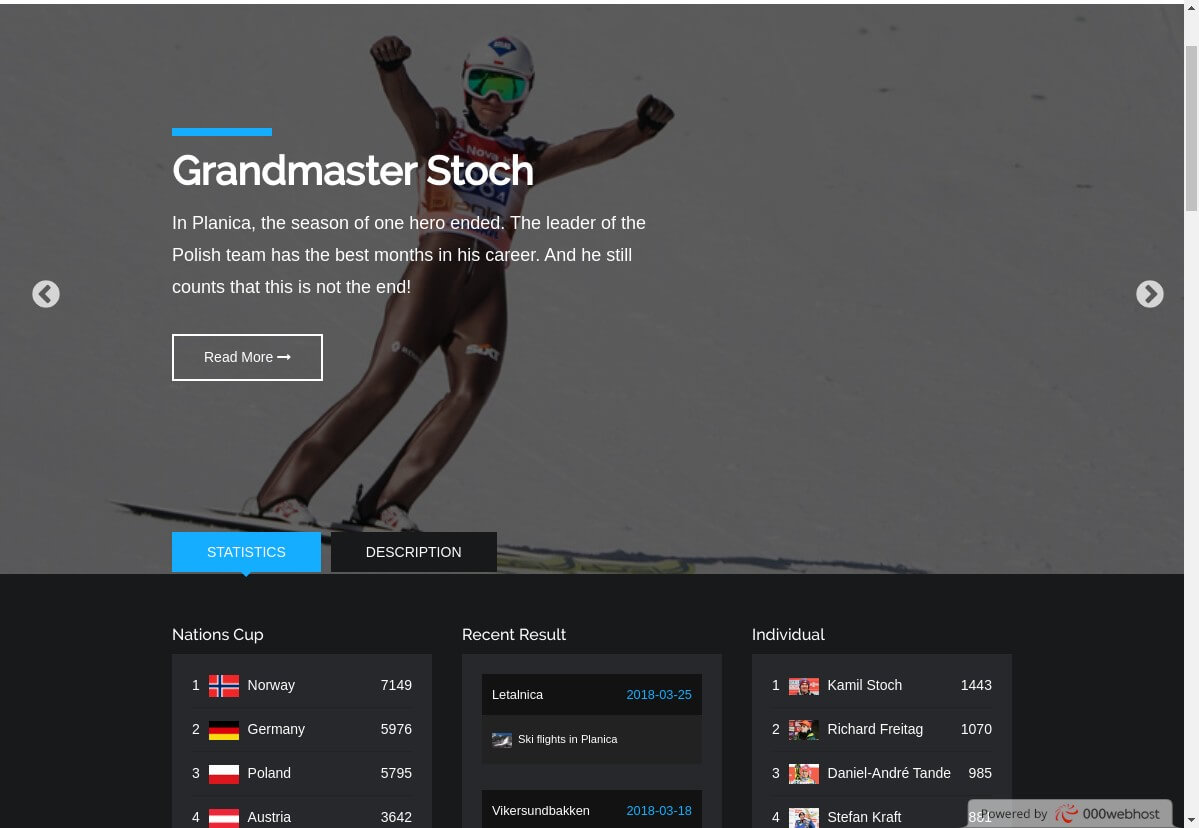 Grandmaster Stoch
In Planica, the season of one hero ended. The leader of the
Polish team has the best months in his career. And he still
counts that this is not the end!
Read More
STATISTICS
DESCRIPTION
Nations Cup
1 Norway 7149
2 Germany 5976
3 Poland 5795
4 Austria 3642
Recent Result
Letalnica 2018-03-25
Ski flights in Planica
Vikersundbakken 2018-03-18
Individual
1 Kamil Stoch 1443
2 Richard Freitag 1070
3 Daniel-André Tande 985
4 Stefan Kraft 881
Powered by 000webhost